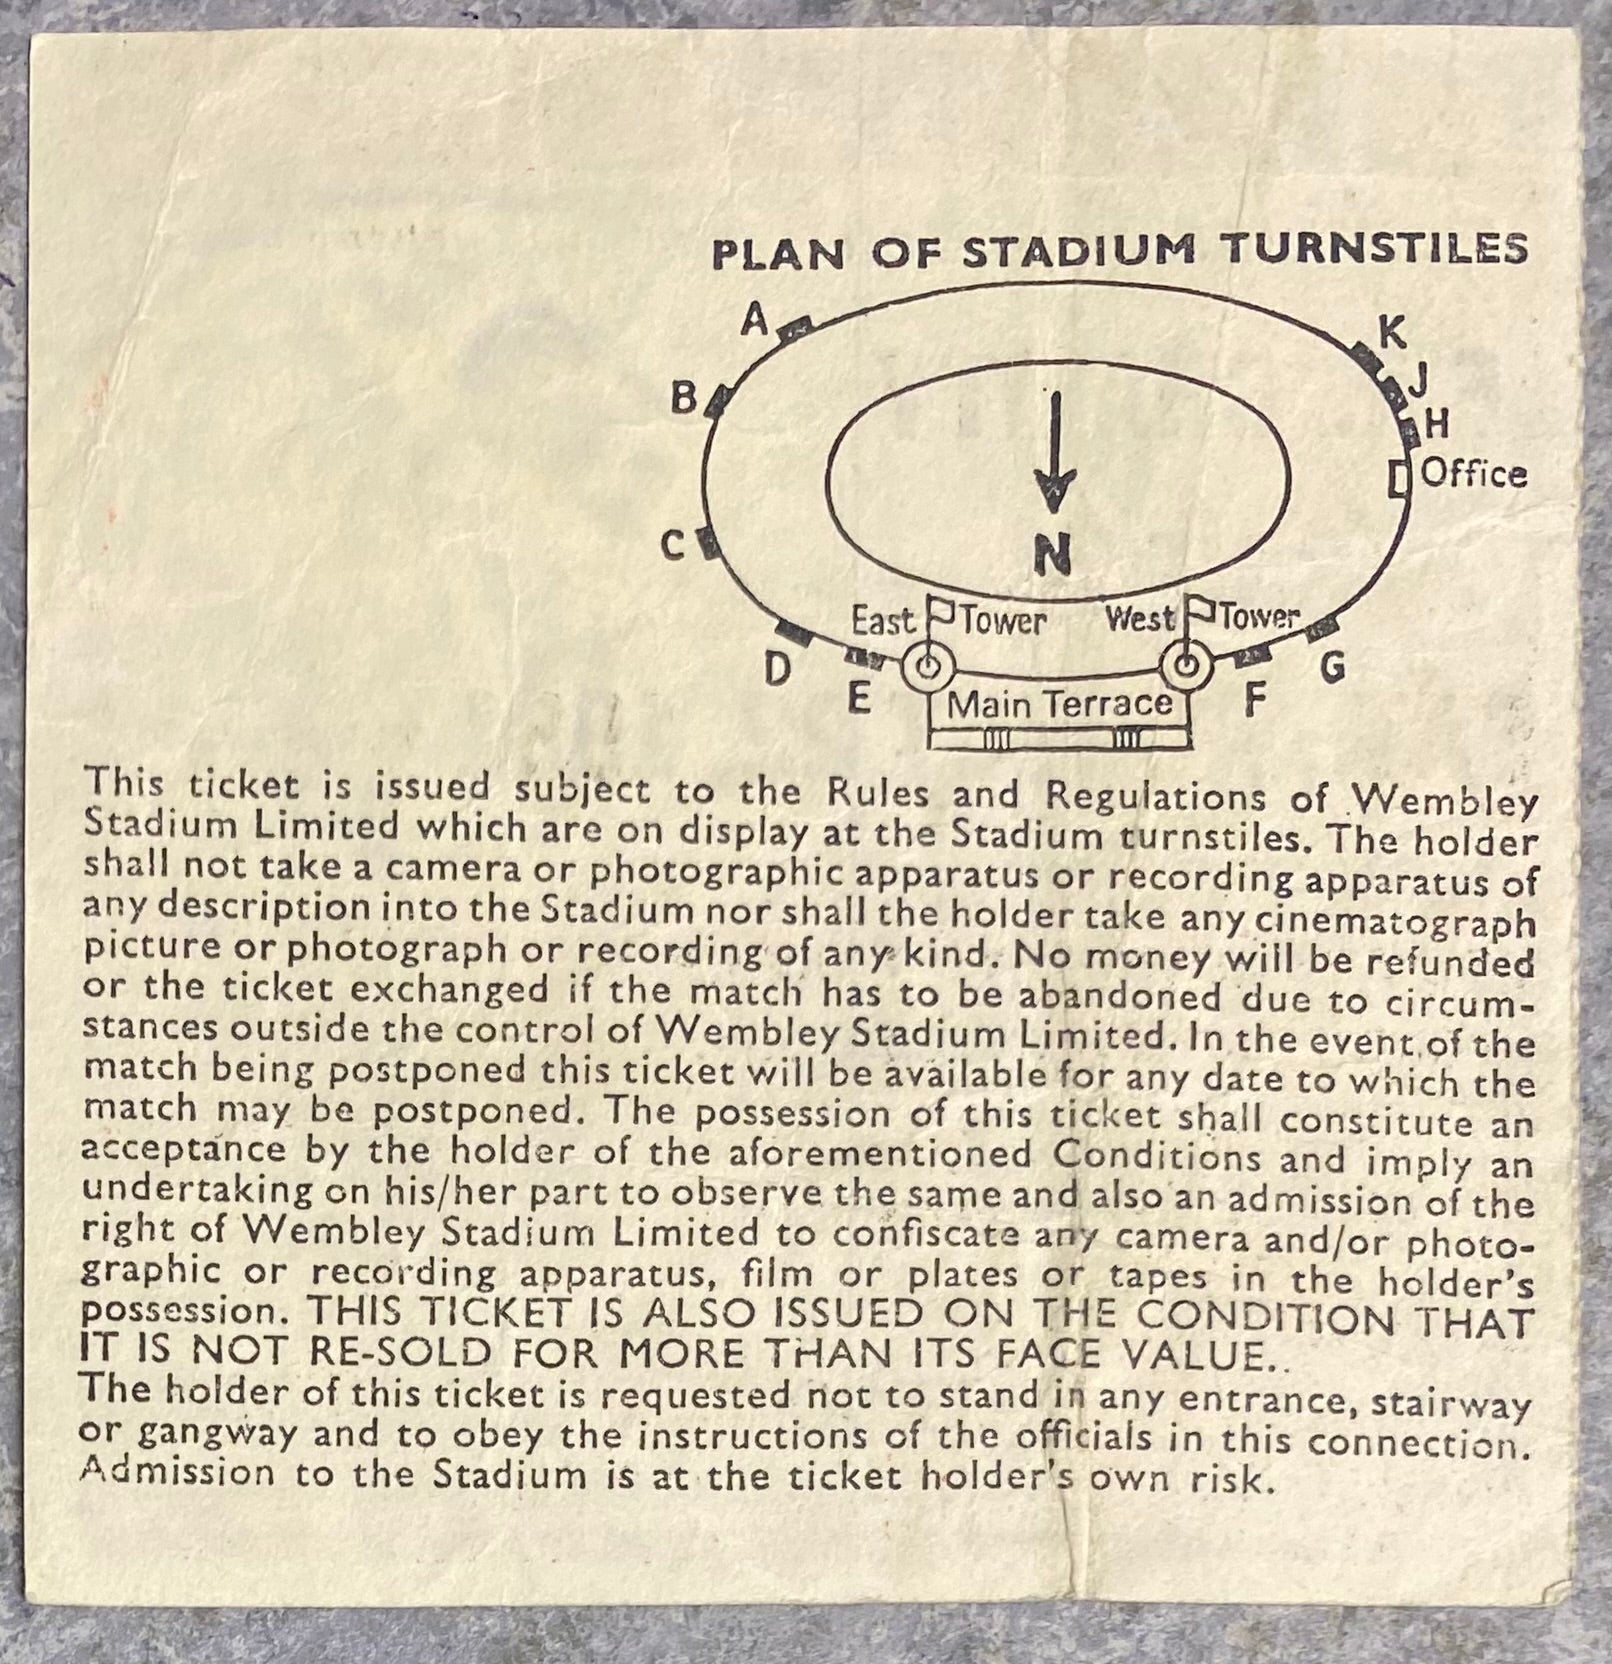 PLAN OF STADIUM TURNSTILES
A
K
B
J
H
Office
C
N
East Tower West Tower
D
E
Main Terrace
F
G
This ticket is issued subject to the Rules and Regulations of Wembley
Stadium Limited which are on display at the Stadium turnstiles. The holder
shall not take a camera or photographic apparatus or recording apparatus of
any description into the Stadium nor shall the holder take any cinematograph
picture or photograph or recording of any kind. No money will be refunded
or the ticket exchanged if the match has to be abandoned due to circum-
stances outside the control of Wembley Stadium Limited. In the event of the
match being postponed this ticket will be available for any date to which the
match may be postponed. The possession of this ticket shall constitute an
acceptance by the holder of the aforementioned Conditions and imply an
undertaking on his/her part to observe the same and also an admission of the
right of Wembley Stadium Limited to confiscate any camera and/or photo-
graphic or recording apparatus, film or plates or tapes in the holder's
possession. THIS TICKET IS ALSO ISSUED ON THE CONDITION THAT
IT IS NOT RE-SOLD FOR MORE THAN ITS FACE VALUE..
The holder of this ticket is requested not to stand in any entrance, stairway
or gangway and to obey the instructions of the officials in this connection.
Admission to the Stadium is at the ticket holder's own risk.